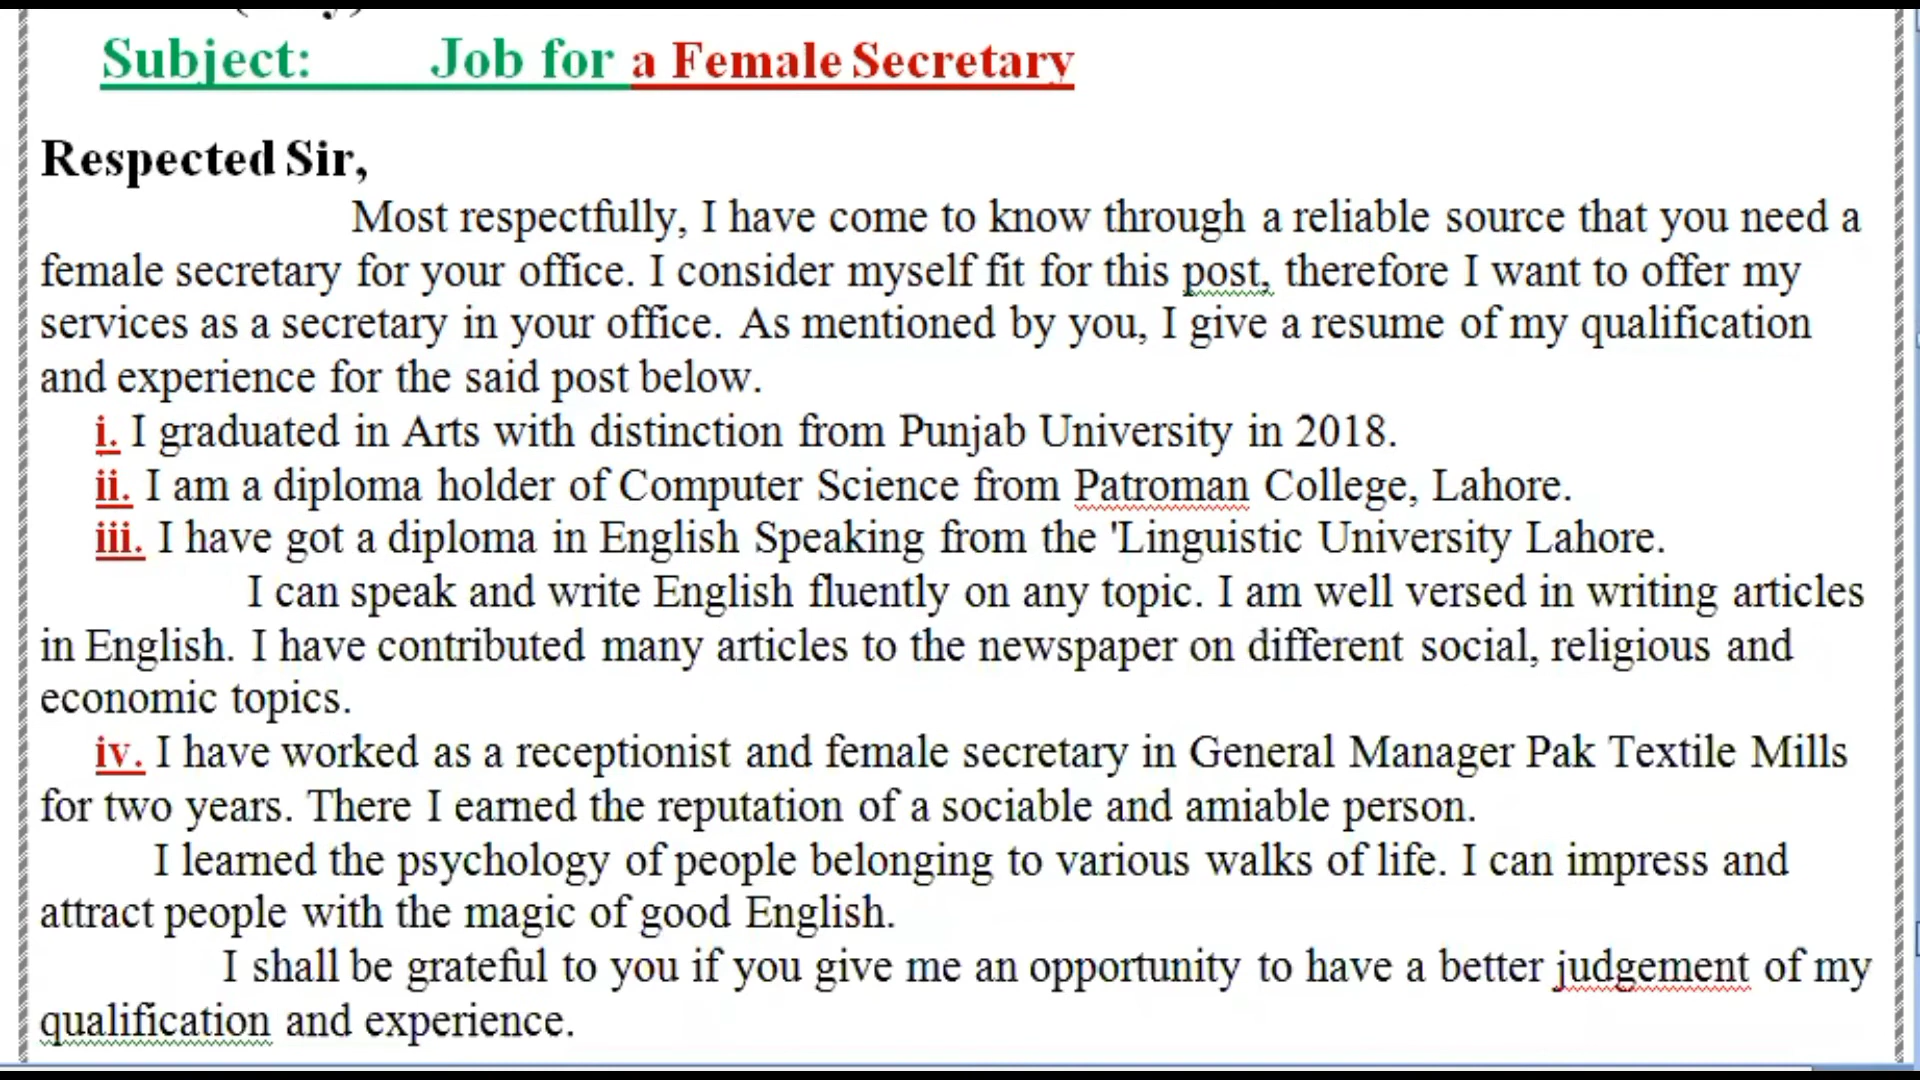 Subject: Job for a Female Secretary
Respected Sir,
Most respectfully, I have come to know through a reliable source that you need a
female secretary for your office. I consider myself fit for this post, therefore I want to offer my
services as a secretary in your office. As mentioned by you, I give a resume of my qualification
and experience for the said post below.
i. I graduated in Arts with distinction from Punjab University in 2018.
ii. I am a diploma holder of Computer Science from Patroman College, Lahore.
iii. I have got a diploma in English Speaking from the 'Linguistic University Lahore.
I can speak and write English fluently on any topic. I am well versed in writing articles
in English. I have contributed many articles to the newspaper on different social, religious and
economic topics.
iv. I have worked as a receptionist and female secretary in General Manager Pak Textile Mills
for two years. There I earned the reputation of a sociable and amiable person.
I learned the psychology of people belonging to various walks of life. I can impress and
attract people with the magic of good English.
I shall be grateful to you if you give me an opportunity to have a better judgement of my
qualification and experience.